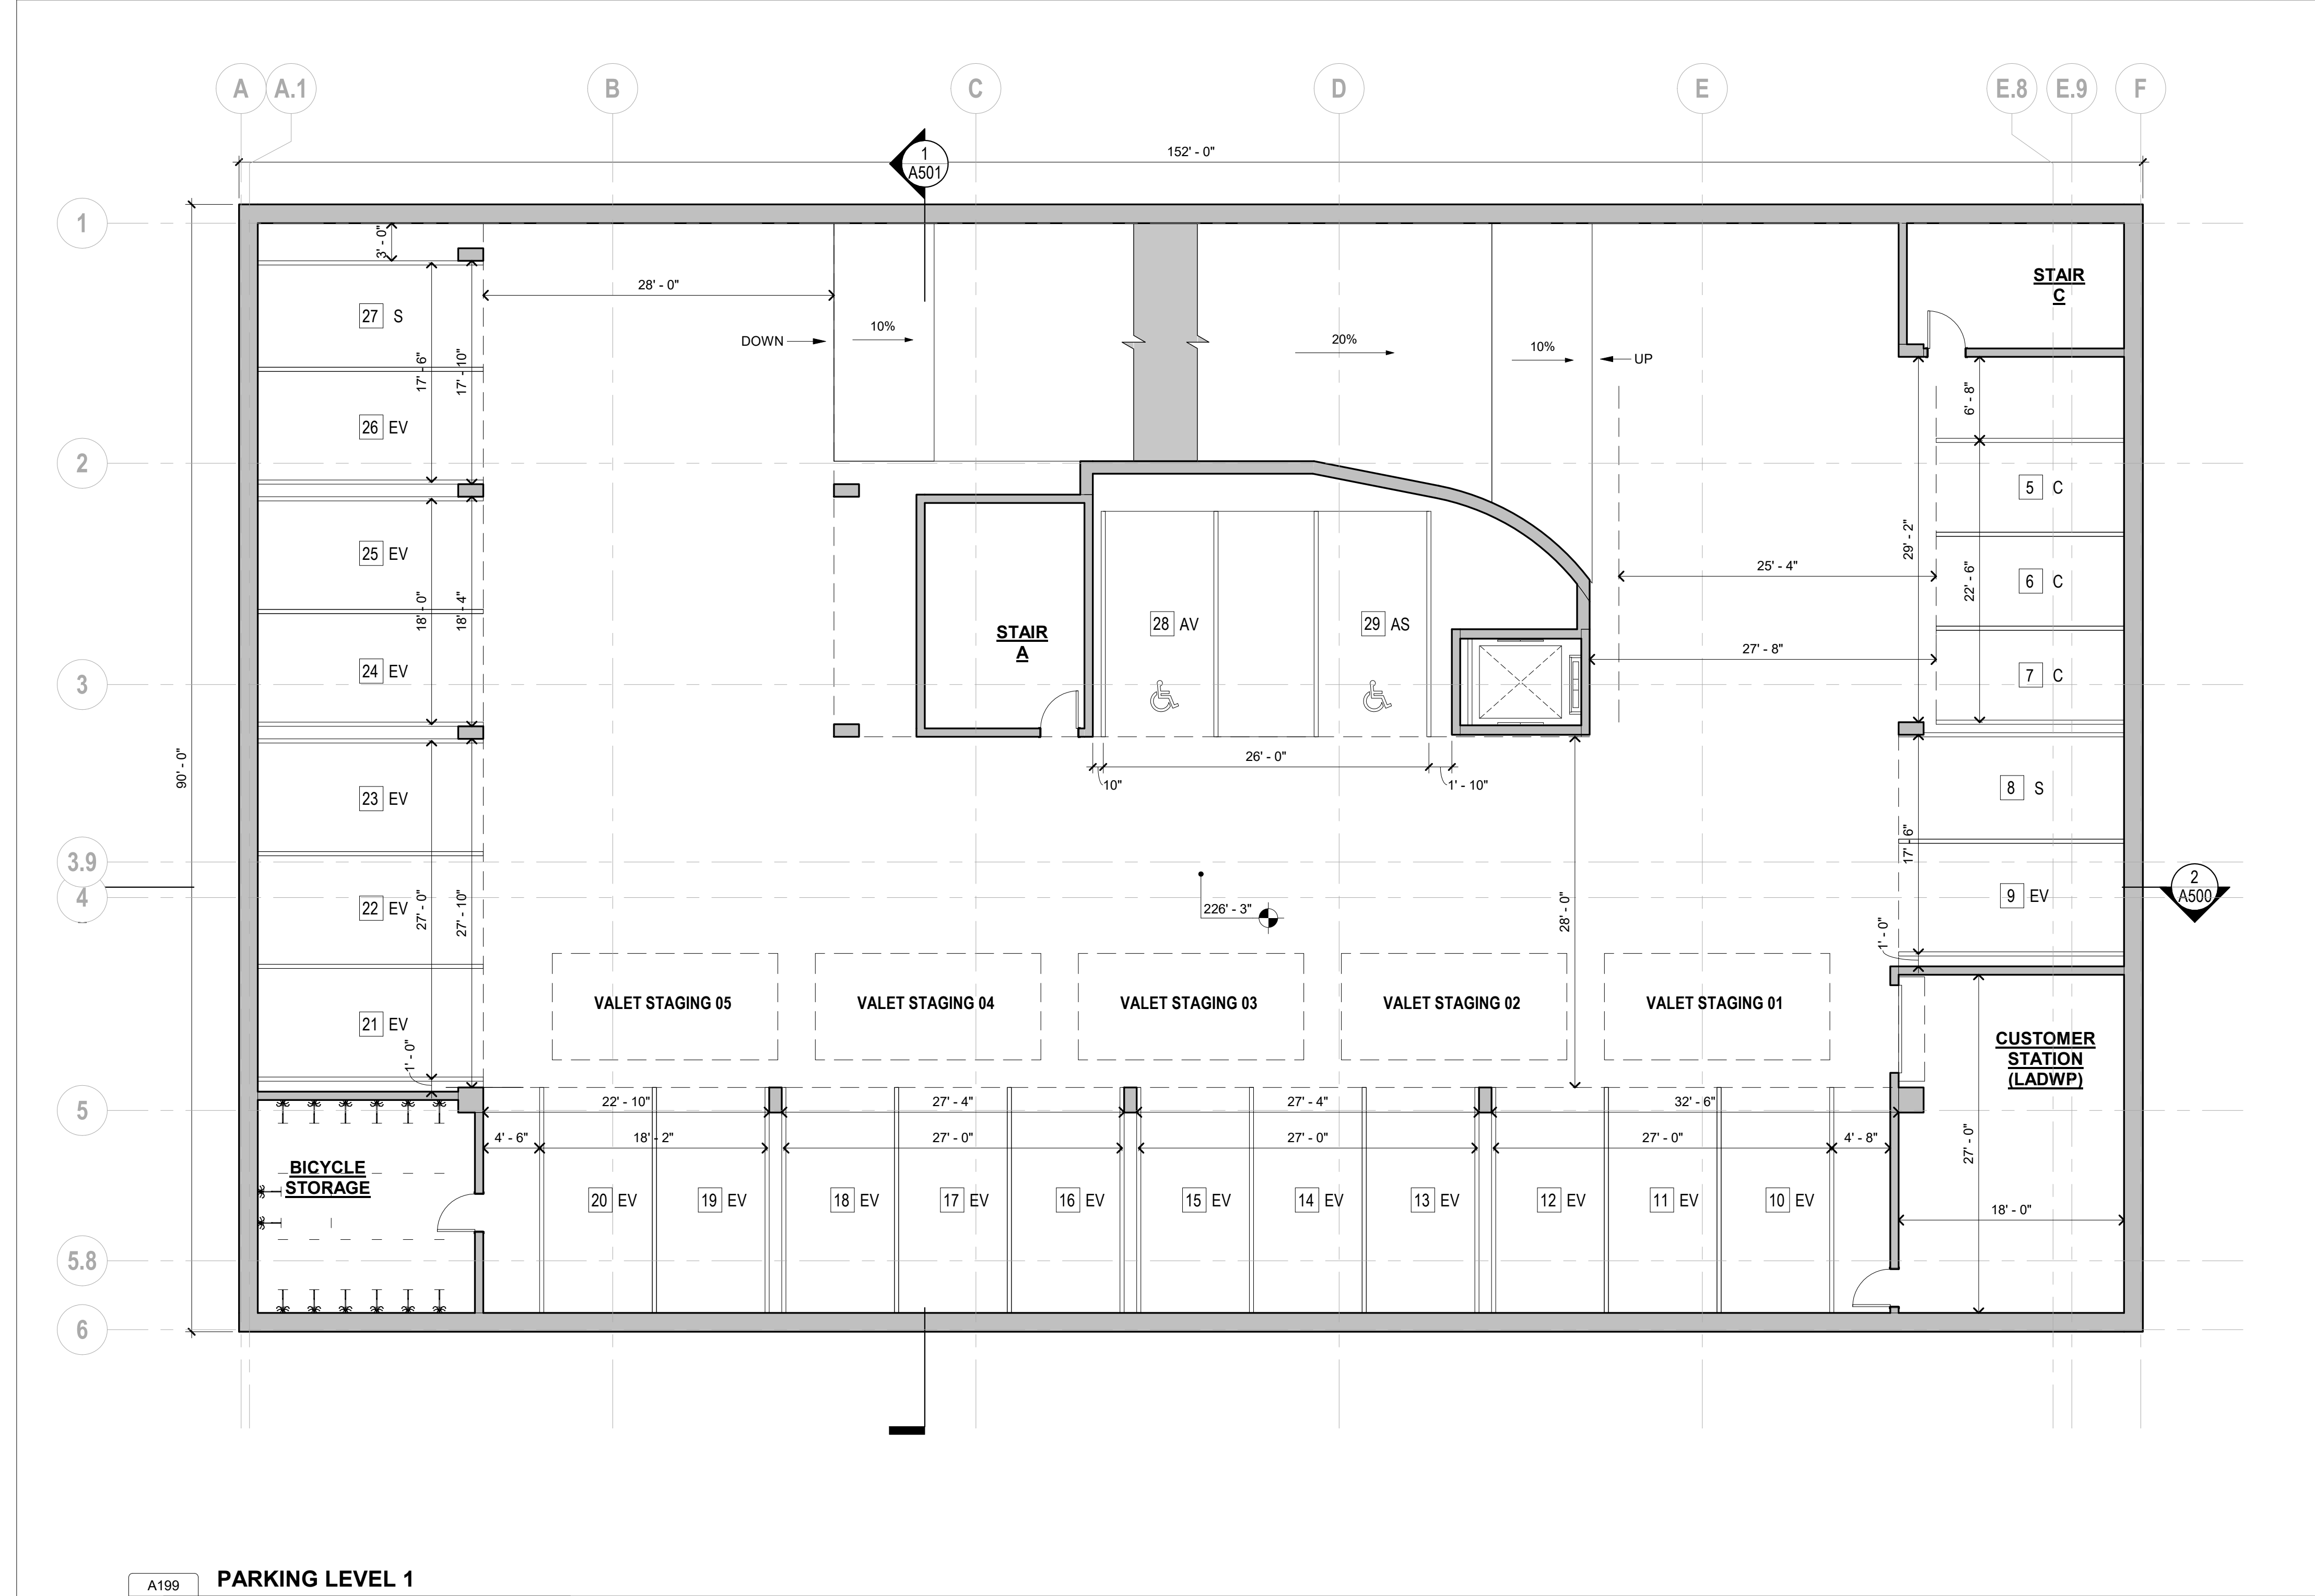 A
A.1
B
C
D
E
E.8
E.9
F
1
A501
152' - 0"
1
3' - 0"
28' - 0"
STAIR
C
27 S
17' - 6"
17' - 10"
DOWN
10%
20%
10%
UP
6' - 8"
26 EV
2
5 C
25 EV
29' - 2"
25' - 4"
22' - 6"
6 C
18' - 0"
18' - 4"
STAIR
A
28 AV
29 AS
27' - 8"
24 EV
3
7 C
90' - 0"
26' - 0"
10"
1' - 10"
8 S
23 EV
17' - 6"
3.9
4
22 EV
27' - 0"
27' - 10"
226' - 3"
28' - 0"
9 EV
2
A500
1' - 0"
VALET STAGING 05
VALET STAGING 04
VALET STAGING 03
VALET STAGING 02
VALET STAGING 01
21 EV
1' - 0"
CUSTOMER
STATION
(LADWP)
5
22' - 10"
27' - 4"
27' - 4"
32' - 6"
4' - 6"
18' - 2"
27' - 0"
27' - 0"
27' - 0"
4' - 8"
27' - 0"
BICYCLE
STORAGE
20 EV
19 EV
18 EV
17 EV
16 EV
15 EV
14 EV
13 EV
12 EV
11 EV
10 EV
18' - 0"
5.8
6
A199
PARKING LEVEL 1